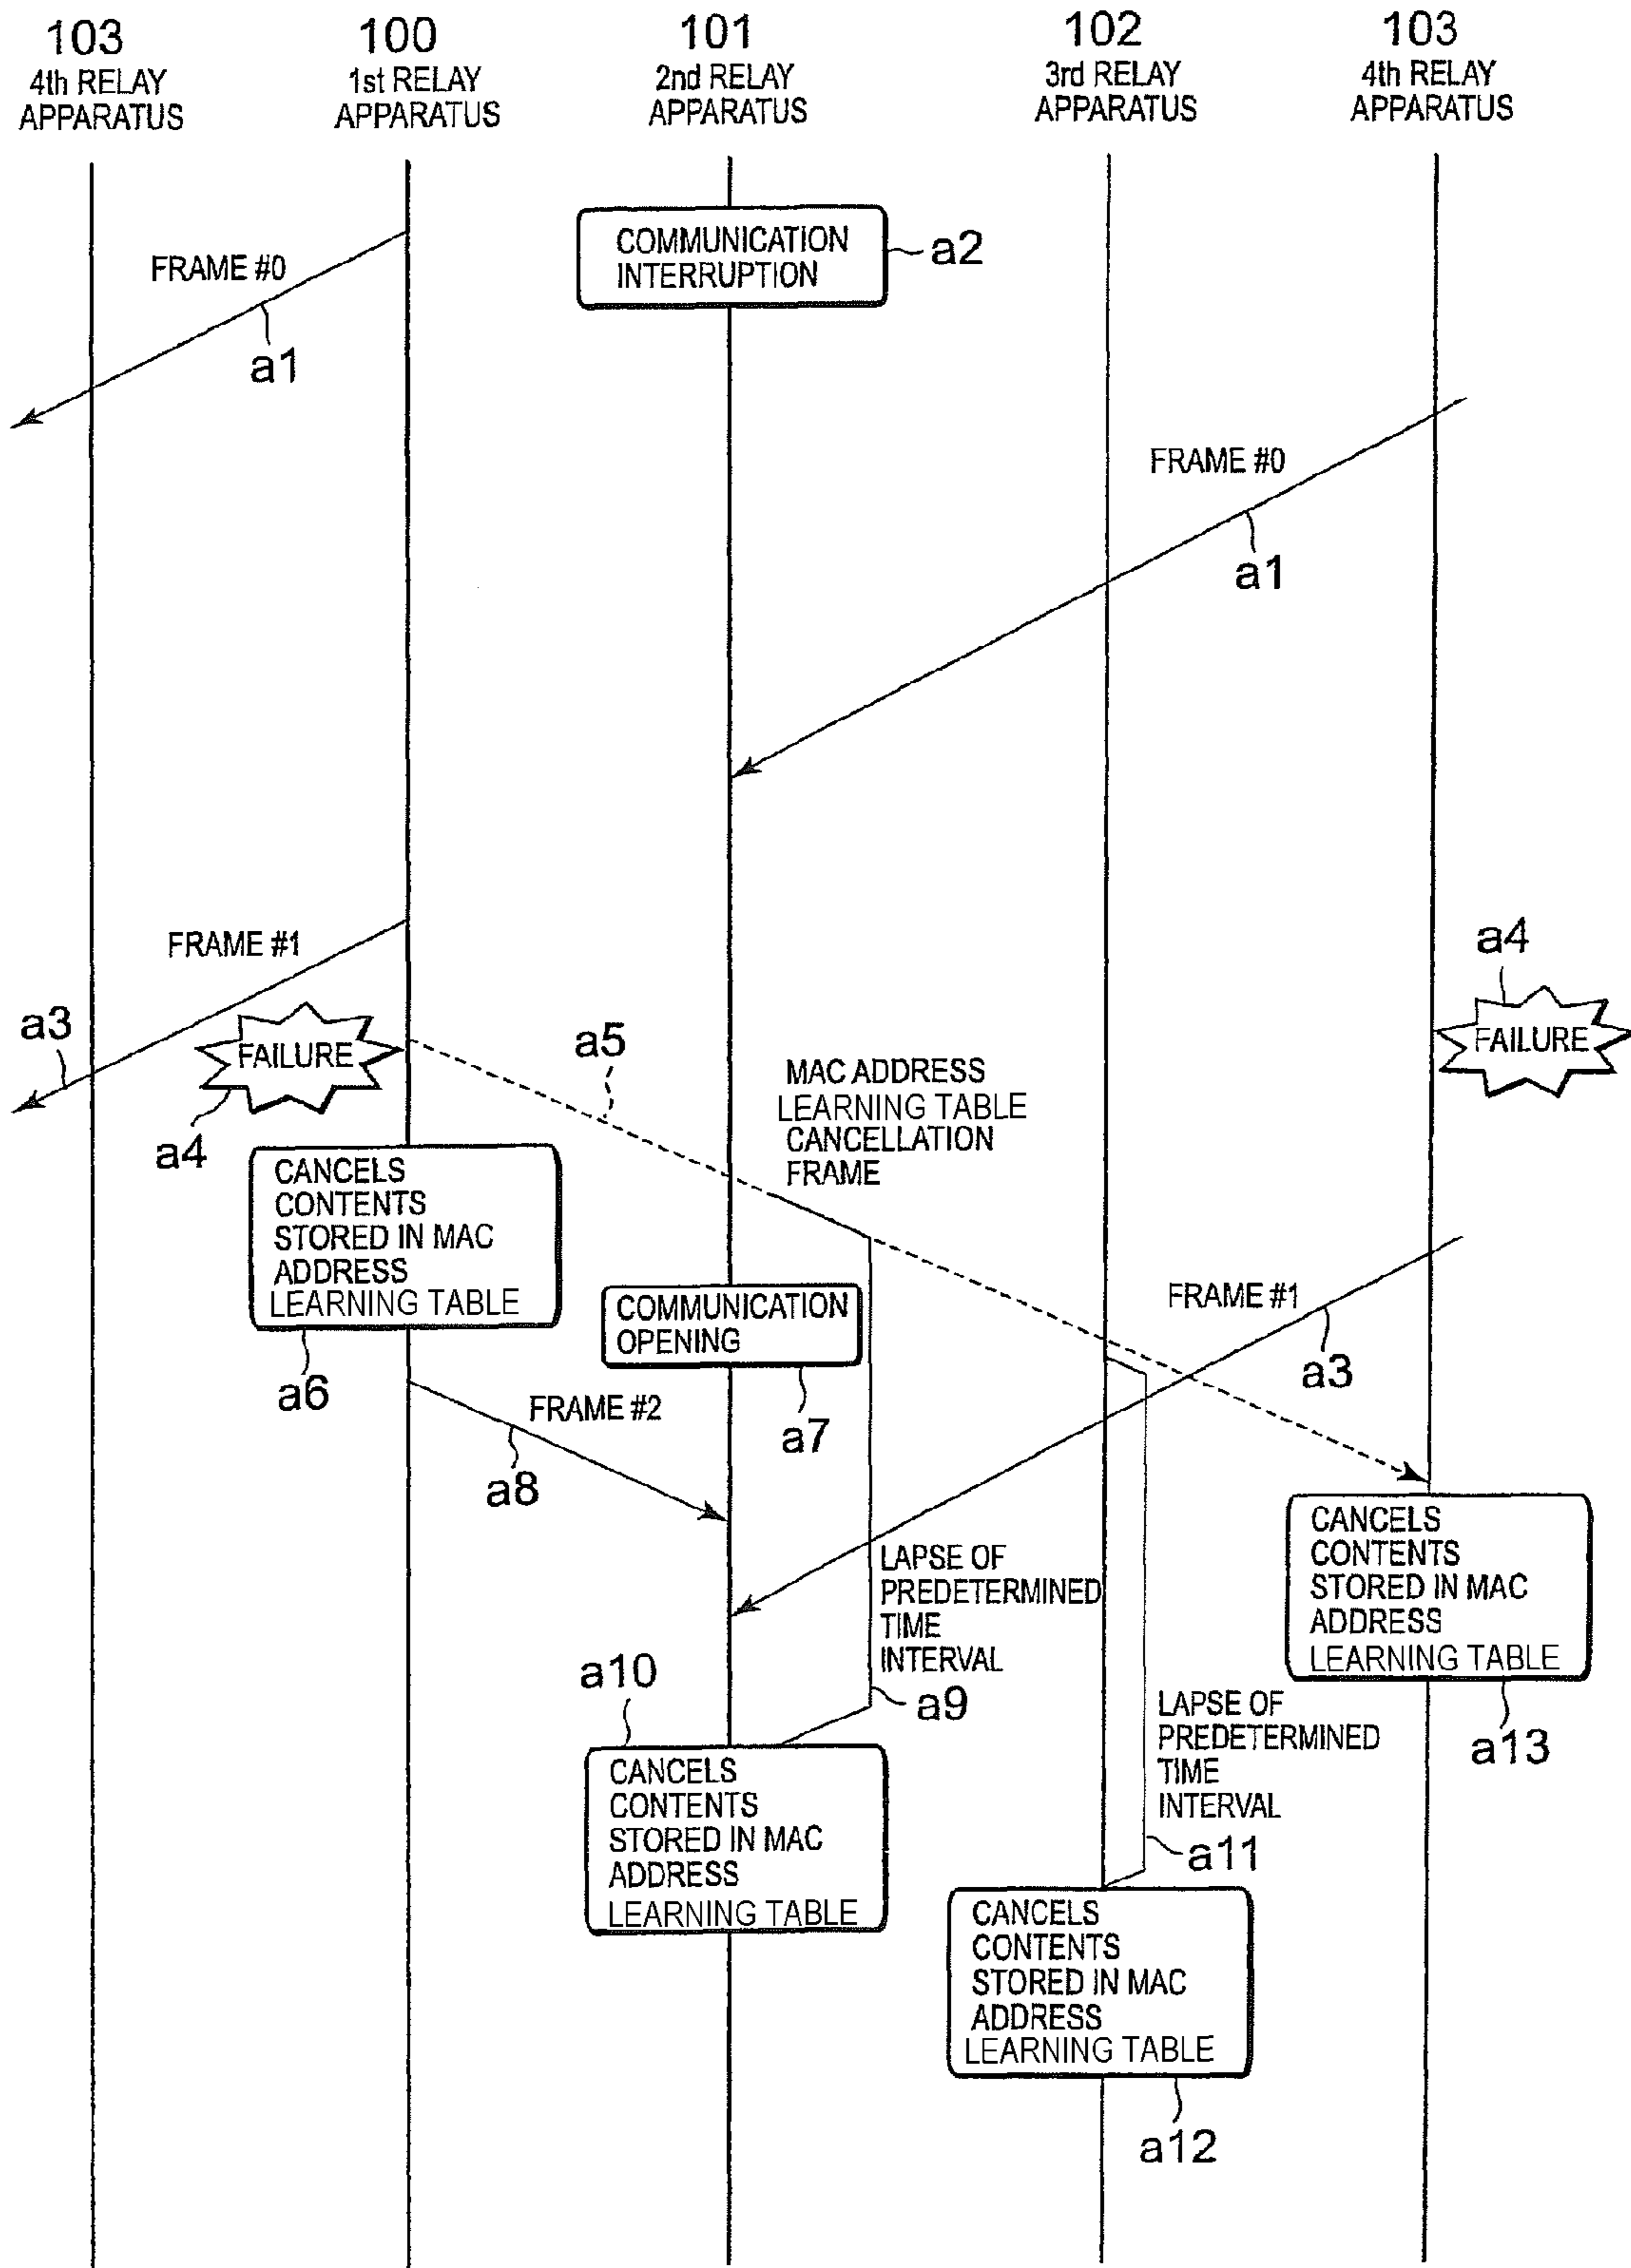 103
4th RELAY
APPARATUS
100
1st RELAY
APPARATUS
101
2nd RELAY
APPARATUS
102
3rd RELAY
APPARATUS
103
4th RELAY
APPARATUS
COMMUNICATION
INTERRUPTION
a2
FRAME #0
a1
FRAME #0
a1
FRAME #1
a3
FAILURE
a4
a5
MAC ADDRESS
LEARNING TABLE
CANCELLATION
FRAME
a4
FAILURE
CANCELS
CONTENTS
STORED IN MAC
ADDRESS
LEARNING TABLE
a6
COMMUNICATION
OPENING
a7
FRAME #1
a3
FRAME #2
a8
LAPSE OF
PREDETERMINED
TIME
INTERVAL
a9
CANCELS
CONTENTS
STORED IN MAC
ADDRESS
LEARNING TABLE
a13
a10
CANCELS
CONTENTS
STORED IN MAC
ADDRESS
LEARNING TABLE
LAPSE OF
PREDETERMINED
TIME
INTERVAL
a11
CANCELS
CONTENTS
STORED IN MAC
ADDRESS
LEARNING TABLE
a12